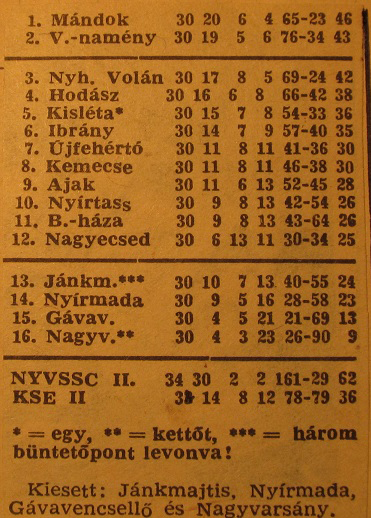 1. Mándok 30 20 6 4 65-23 46
2. V.-namény 30 19 5 6 76-34 43
3. Nyh. Volán 30 17 8 5 69-24 42
4. Hodász 30 16 6 8 66-42 38
5. Kisléta* 30 15 7 8 54-33 36
6. Ibrány 30 14 7 9 57-40 35
7. Újfehértó 30 11 8 11 41-36 30
8. Kemecse 30 11 8 11 46-38 30
9. Ajak 30 11 6 13 52-45 28
10. Nyírtass 30 9 8 13 42-54 26
11. B.-háza 30 9 8 13 43-64 26
12. Nagyecsed 30 6 13 11 30-34 25
13. Jánkm.*** 30 10 7 13 40-55 24
14. Nyírmada 30 9 5 16 28-58 23
15. Gávav. 30 4 5 21 21-69 13
16. Nagyv.** 30 4 3 23 26-90 9
NYVSSC II. 34 30 2 2 161-29 62
KSE II 14 8 12 78-79 36
* = egy, ** = kettőt, *** = három
büntetőpont levonva!
Kiesett: Jánkmajtis, Nyírmada,
Gávavencsellő és Nagyvarsány.